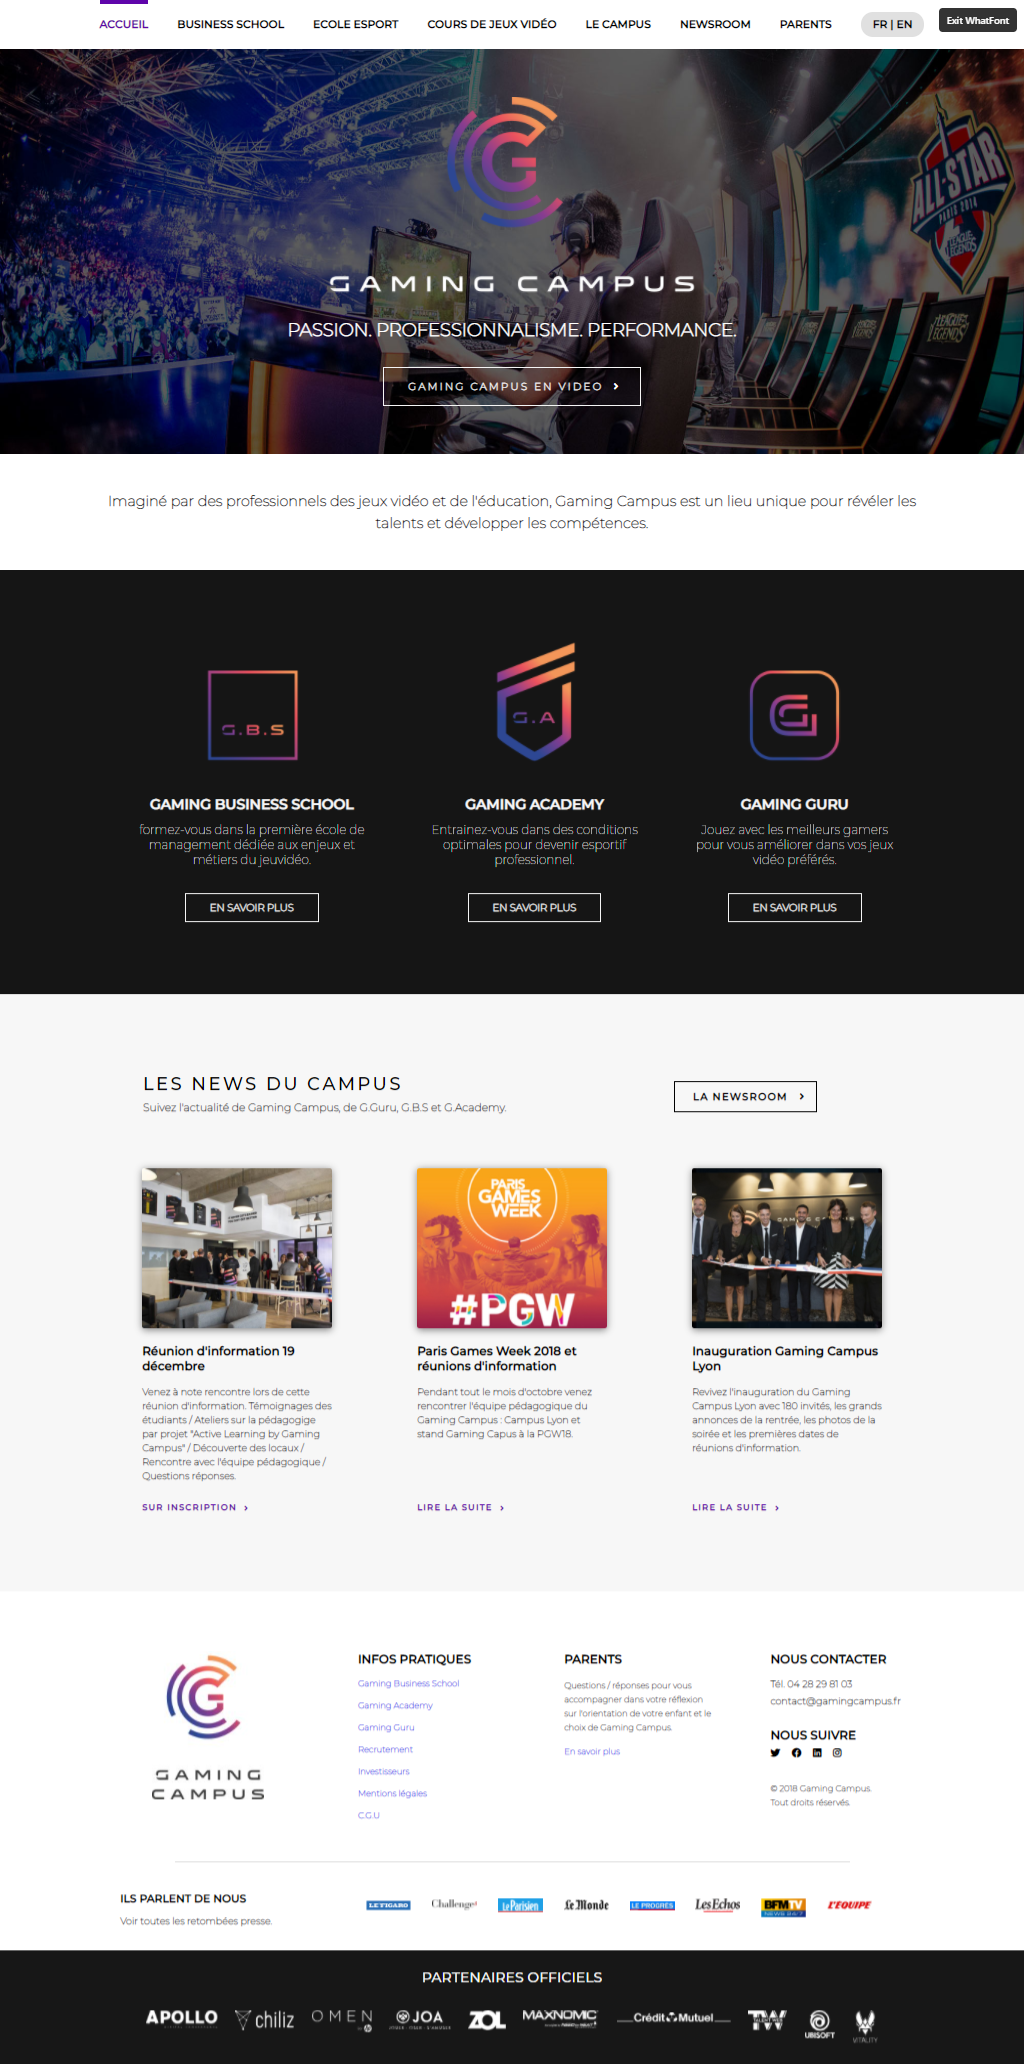 ACCUEIL BUSINESS SCHOOL ECOLE ESPORT COURS DE JEUX VIDÉO LE CAMPUS NEWSROOM PARENTS FR | EN Exit WhatFont
ALL-STAR
PARIS 2014
LEAGUE OF LEGENDS
LEAGUE OF LEGENDS
GAMING CAMPUS
PASSION. PROFESSIONNALISME. PERFORMANCE.
GAMING CAMPUS EN VIDEO
Imaginé par des professionnels des jeux vidéo et de l'éducation, Gaming Campus est un lieu unique pour révéler les
talents et développer les compétences.
G.B.S
G.A
G
GAMING BUSINESS SCHOOL
formez-vous dans la première école de
management dédiée aux enjeux et
métiers du jeuvidéo.
EN SAVOIR PLUS
GAMING ACADEMY
Entrainez-vous dans des conditions
optimales pour devenir esportif
professionnel.
EN SAVOIR PLUS
GAMING GURU
Jouez avec les meilleurs gamers
pour vous améliorer dans vos jeux
vidéo préférés.
EN SAVOIR PLUS
LES NEWS DU CAMPUS
Suivez l'actualité de Gaming Campus, de G.Guru, G.B.S et G.Academy.
LA NEWSROOM
Réunion d'information 19
décembre
Venez à note rencontre lors de cette
réunion d'information. Témoignages des
étudiants / Ateliers sur la pédagogige
par projet "Active Learning by Gaming
Campus" / Découverte des locaux /
Rencontre avec l'équipe pédagogique /
Questions réponses.
SUR INSCRIPTION
PARIS
GAMES
WEEK
#PGW
Paris Games Week 2018 et
réunions d'information
Pendant tout le mois d'octobre venez
rencontrer l'équipe pédagogique du
Gaming Campus : Campus Lyon et
stand Gaming Capus à la PGW18.
LIRE LA SUITE
GAMING CAMPUS
Inauguration Gaming Campus
Lyon
Revivez l'inauguration du Gaming
Campus Lyon avec 180 invités, les grands
annonces de la rentrée, les photos de la
soirée et les premières dates de
réunions d'information.
LIRE LA SUITE
GAMING
CAMPUS
INFOS PRATIQUES
Gaming Business School
Gaming Academy
Gaming Guru
Recrutement
Investisseurs
Mentions légales
C.G.U
PARENTS
Questions / réponses pour vous
accompagner dans votre réflexion
sur l'orientation de votre enfant et le
choix de Gaming Campus.
En savoir plus
NOUS CONTACTER
Tél. 04 28 29 81 03
contact@gamingcampus.fr
NOUS SUIVRE
© 2018 Gaming Campus.
Tout droits réservés.
ILS PARLENT DE NOUS
Voir toutes les retombées presse.
LE FIGARO Challenges Le Parisien Le Monde LE PROGRES Les Echos BFM TV NEWS 24/7 L'EQUIPE
PARTENAIRES OFFICIELS
APOLLO chiliz OMEN JOA ZOL MAXNOMIC Crédit Mutuel TW UBISOFT VITALITY